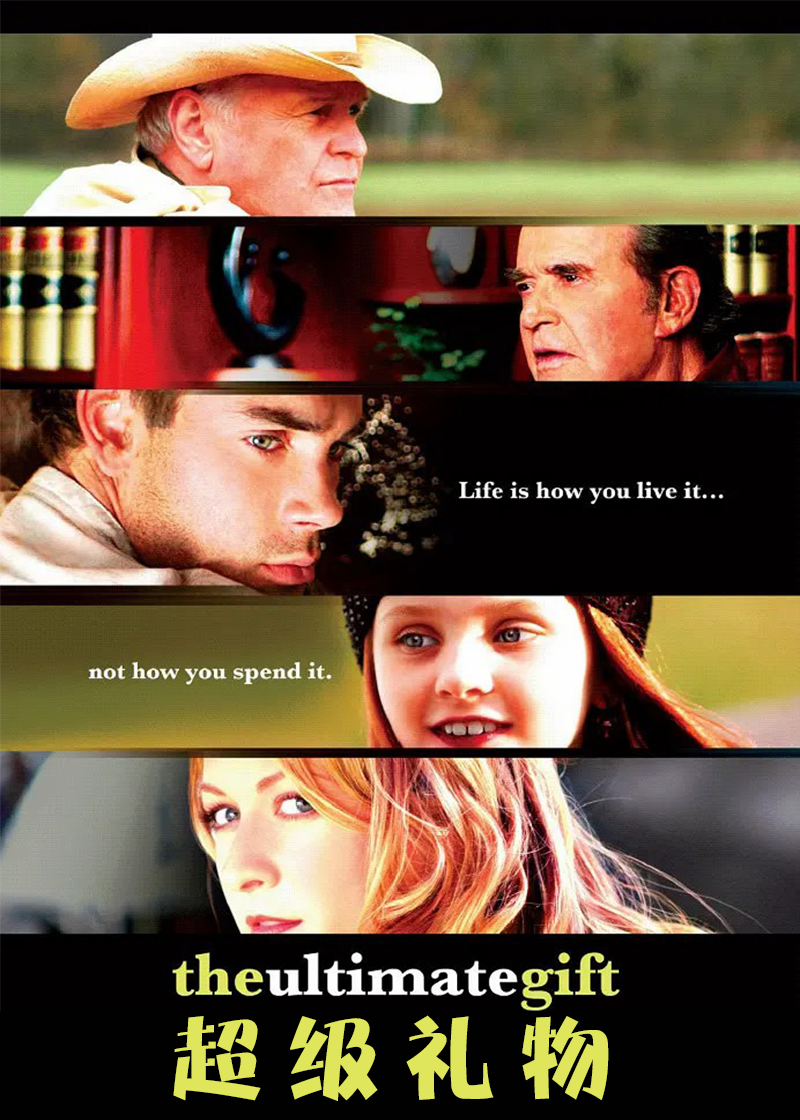 Life is how you live it...
not how you spend it.
theultimategift
超级礼物